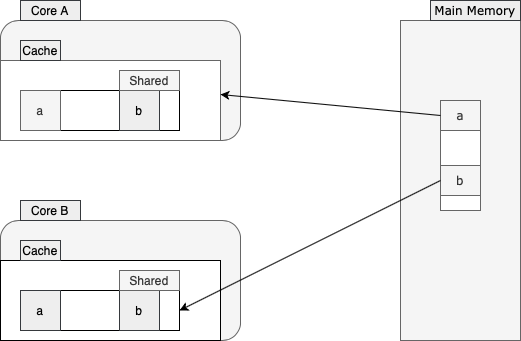 Core A
Main Memory
Cache
Shared
a
b
a
b
Core B
Cache
Shared
a
b